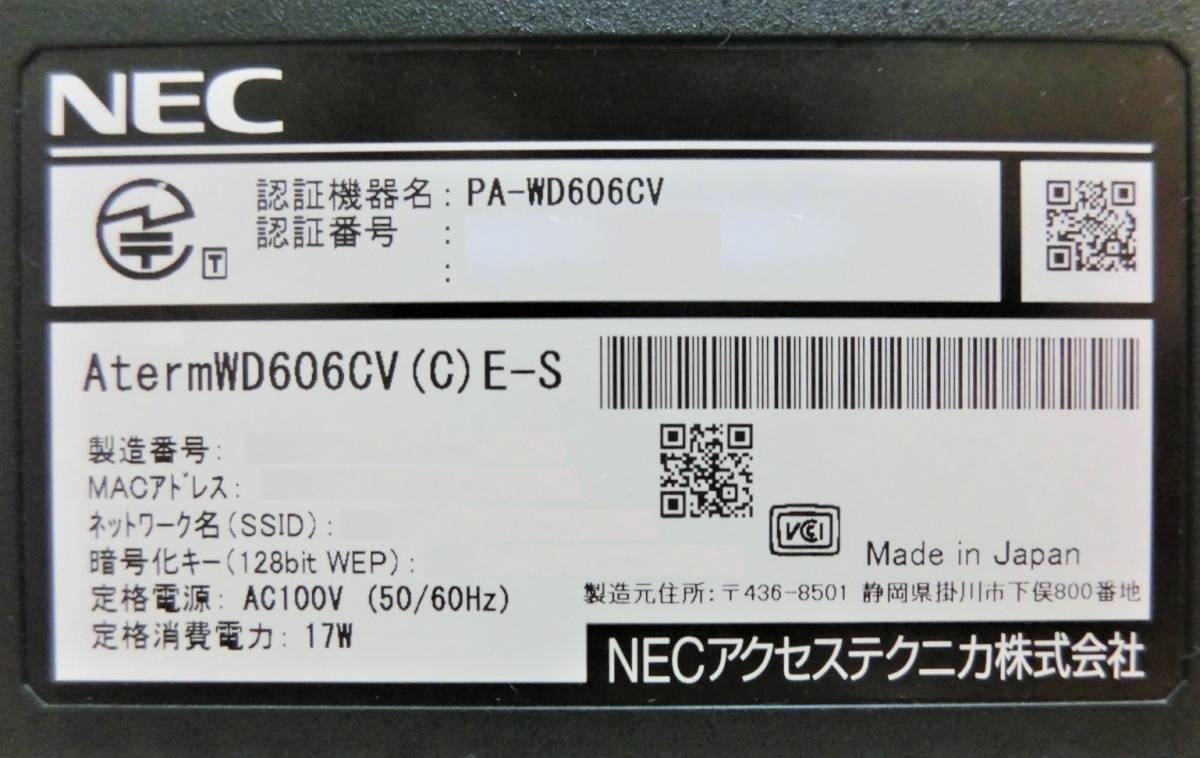 NEC
認証機器名：PA-WD606CV
認証番号 ：
：
T
AtermWD606CV(C)E-S
製造番号：
MACアドレス：
ネットワーク名(SSID)：
暗号化キー(128bit WEP)：
定格電源：AC100V (50/60Hz)
定格消費電力：17W
VCCI
Made in Japan
製造元住所：〒436-8501 静岡県掛川市下俣800番地
NECアクセステクニカ株式会社